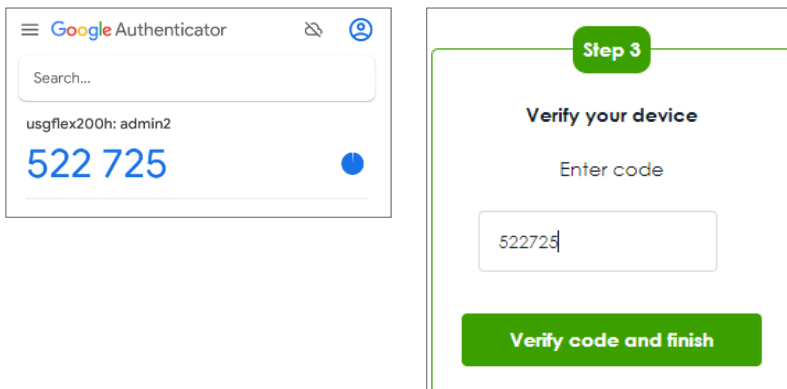 Google Authenticator
Search...
usgflex200h: admin2
522 725
Step 3
Verify your device
Enter code
522725
Verify code and finish